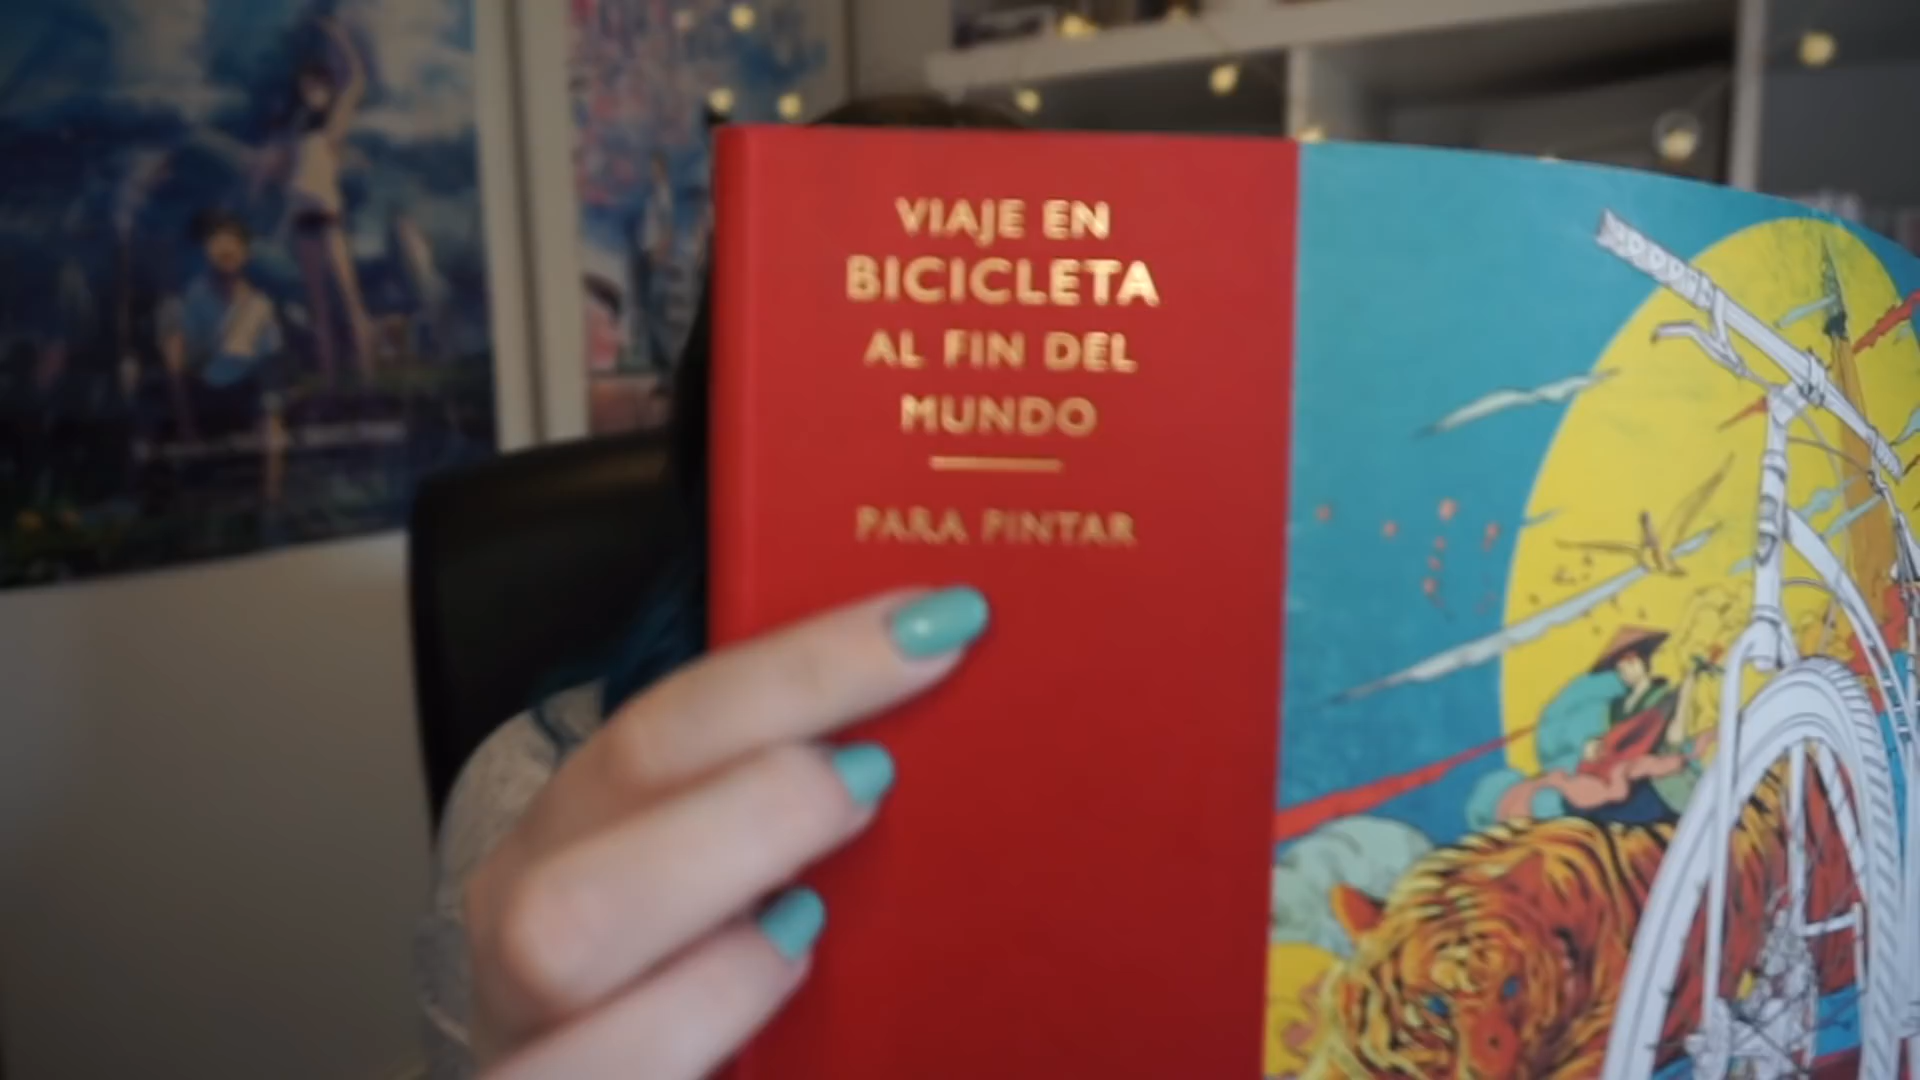 VIAJE EN
BICICLETA
AL FIN DEL
MUNDO
PARA PINTAR